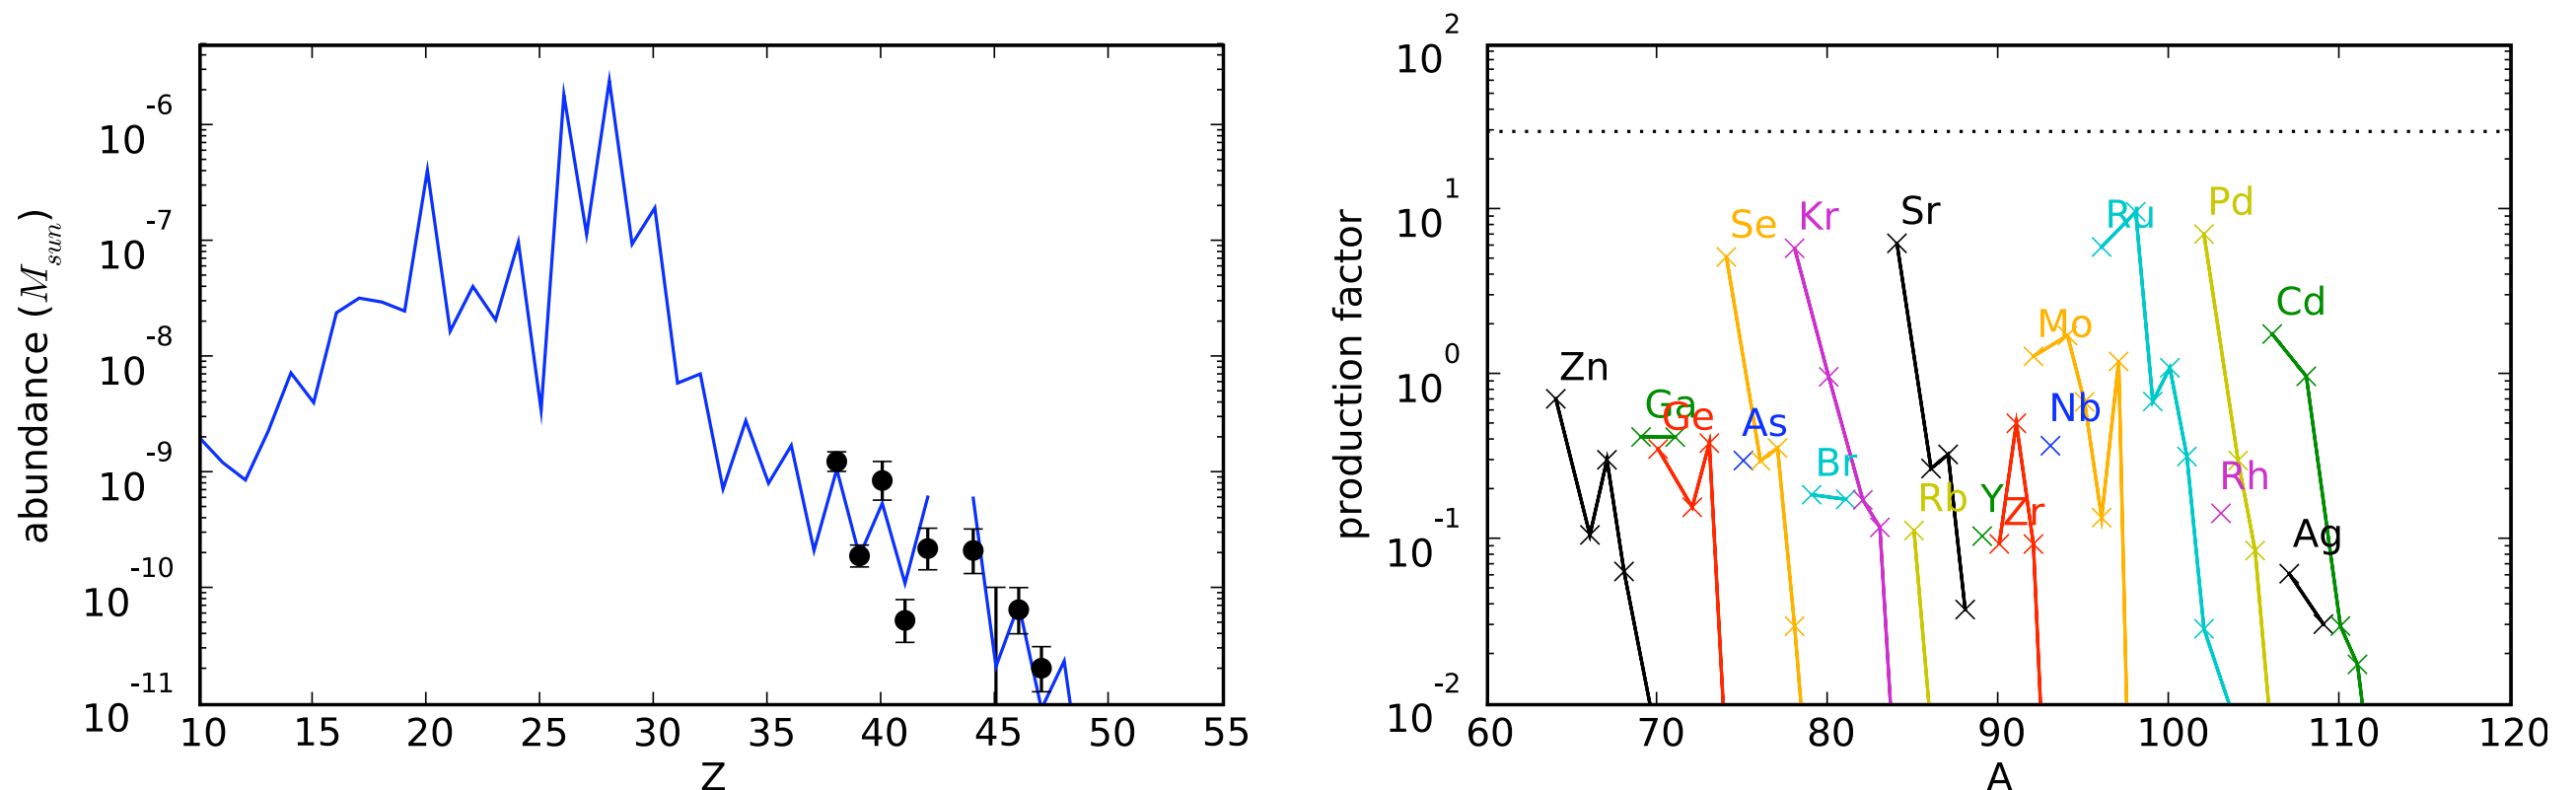 abundance (M_sun)
10^-6
10^-7
10^-8
10^-9
10^-10
10^-11
10 15 20 25 30 35 40 45 50 55
Z
production factor
10^2
10^1
10^0
10^-1
10^-2
Zn
Ga
Ge
As
Se
Br
Kr
Rb
Sr
Y
Zr
Nb
Mo
Ru
Rh
Pd
Ag
Cd
60 70 80 90 100 110 120
A